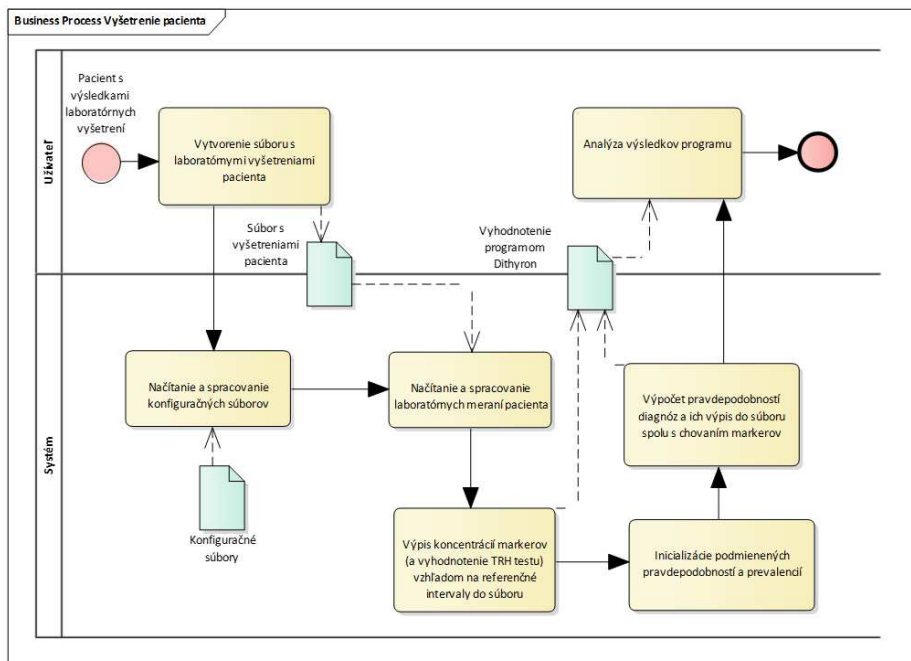 Business Process Vyšetrenie pacienta
Užívateľ
Pacient s
výsledkami
laboratórnych
vyšetrení
Vytvorenie súboru s
laboratórnymi vyšetreniami
pacienta
Analýza výsledkov programu
Súbor s
vyšetreniami
pacienta
Vyhodnotenie
programom
Dithyron
Systém
Načítanie a spracovanie
konfiguračných súborov
Načítanie a spracovanie
laboratórnych meraní pacienta
Výpočet pravdepodobností
diagnóz a ich výpis do súboru
spolu s chovaním markerov
Konfiguračné
súbory
Výpis koncentrácií markerov
(a vyhodnotenie TRH testu)
vzhľadom na referenčné
intervaly do súboru
Inicializácie podmienených
pravdepodobností a prevalencií